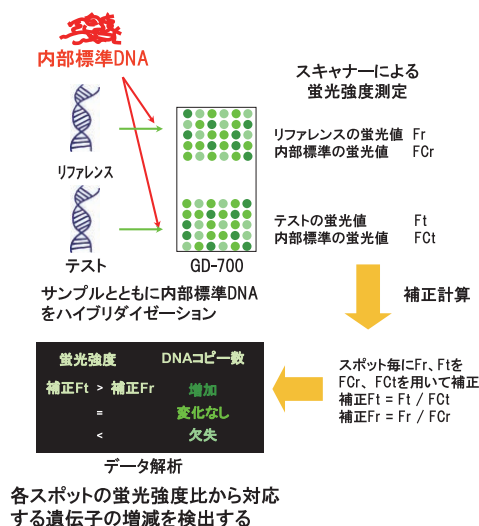 内部標準DNA
スキャナーによる
蛍光強度測定
リファレンスの蛍光値 Fr
内部標準の蛍光値 FCr
リファレンス
テストの蛍光値 Ft
内部標準の蛍光値 FCt
テスト
GD-700
サンプルとともに内部標準DNA
をハイブリダイゼーション
補正計算
スポット毎にFr、Ftを
FCr、FCtを用いて補正
補正Ft = Ft / FCt
補正Fr = Fr / FCr
蛍光強度 DNAコピー数
補正Ft > 補正Fr 増加
= 変化なし
< 欠失
データ解析
各スポットの蛍光強度比から対応
する遺伝子の増減を検出する